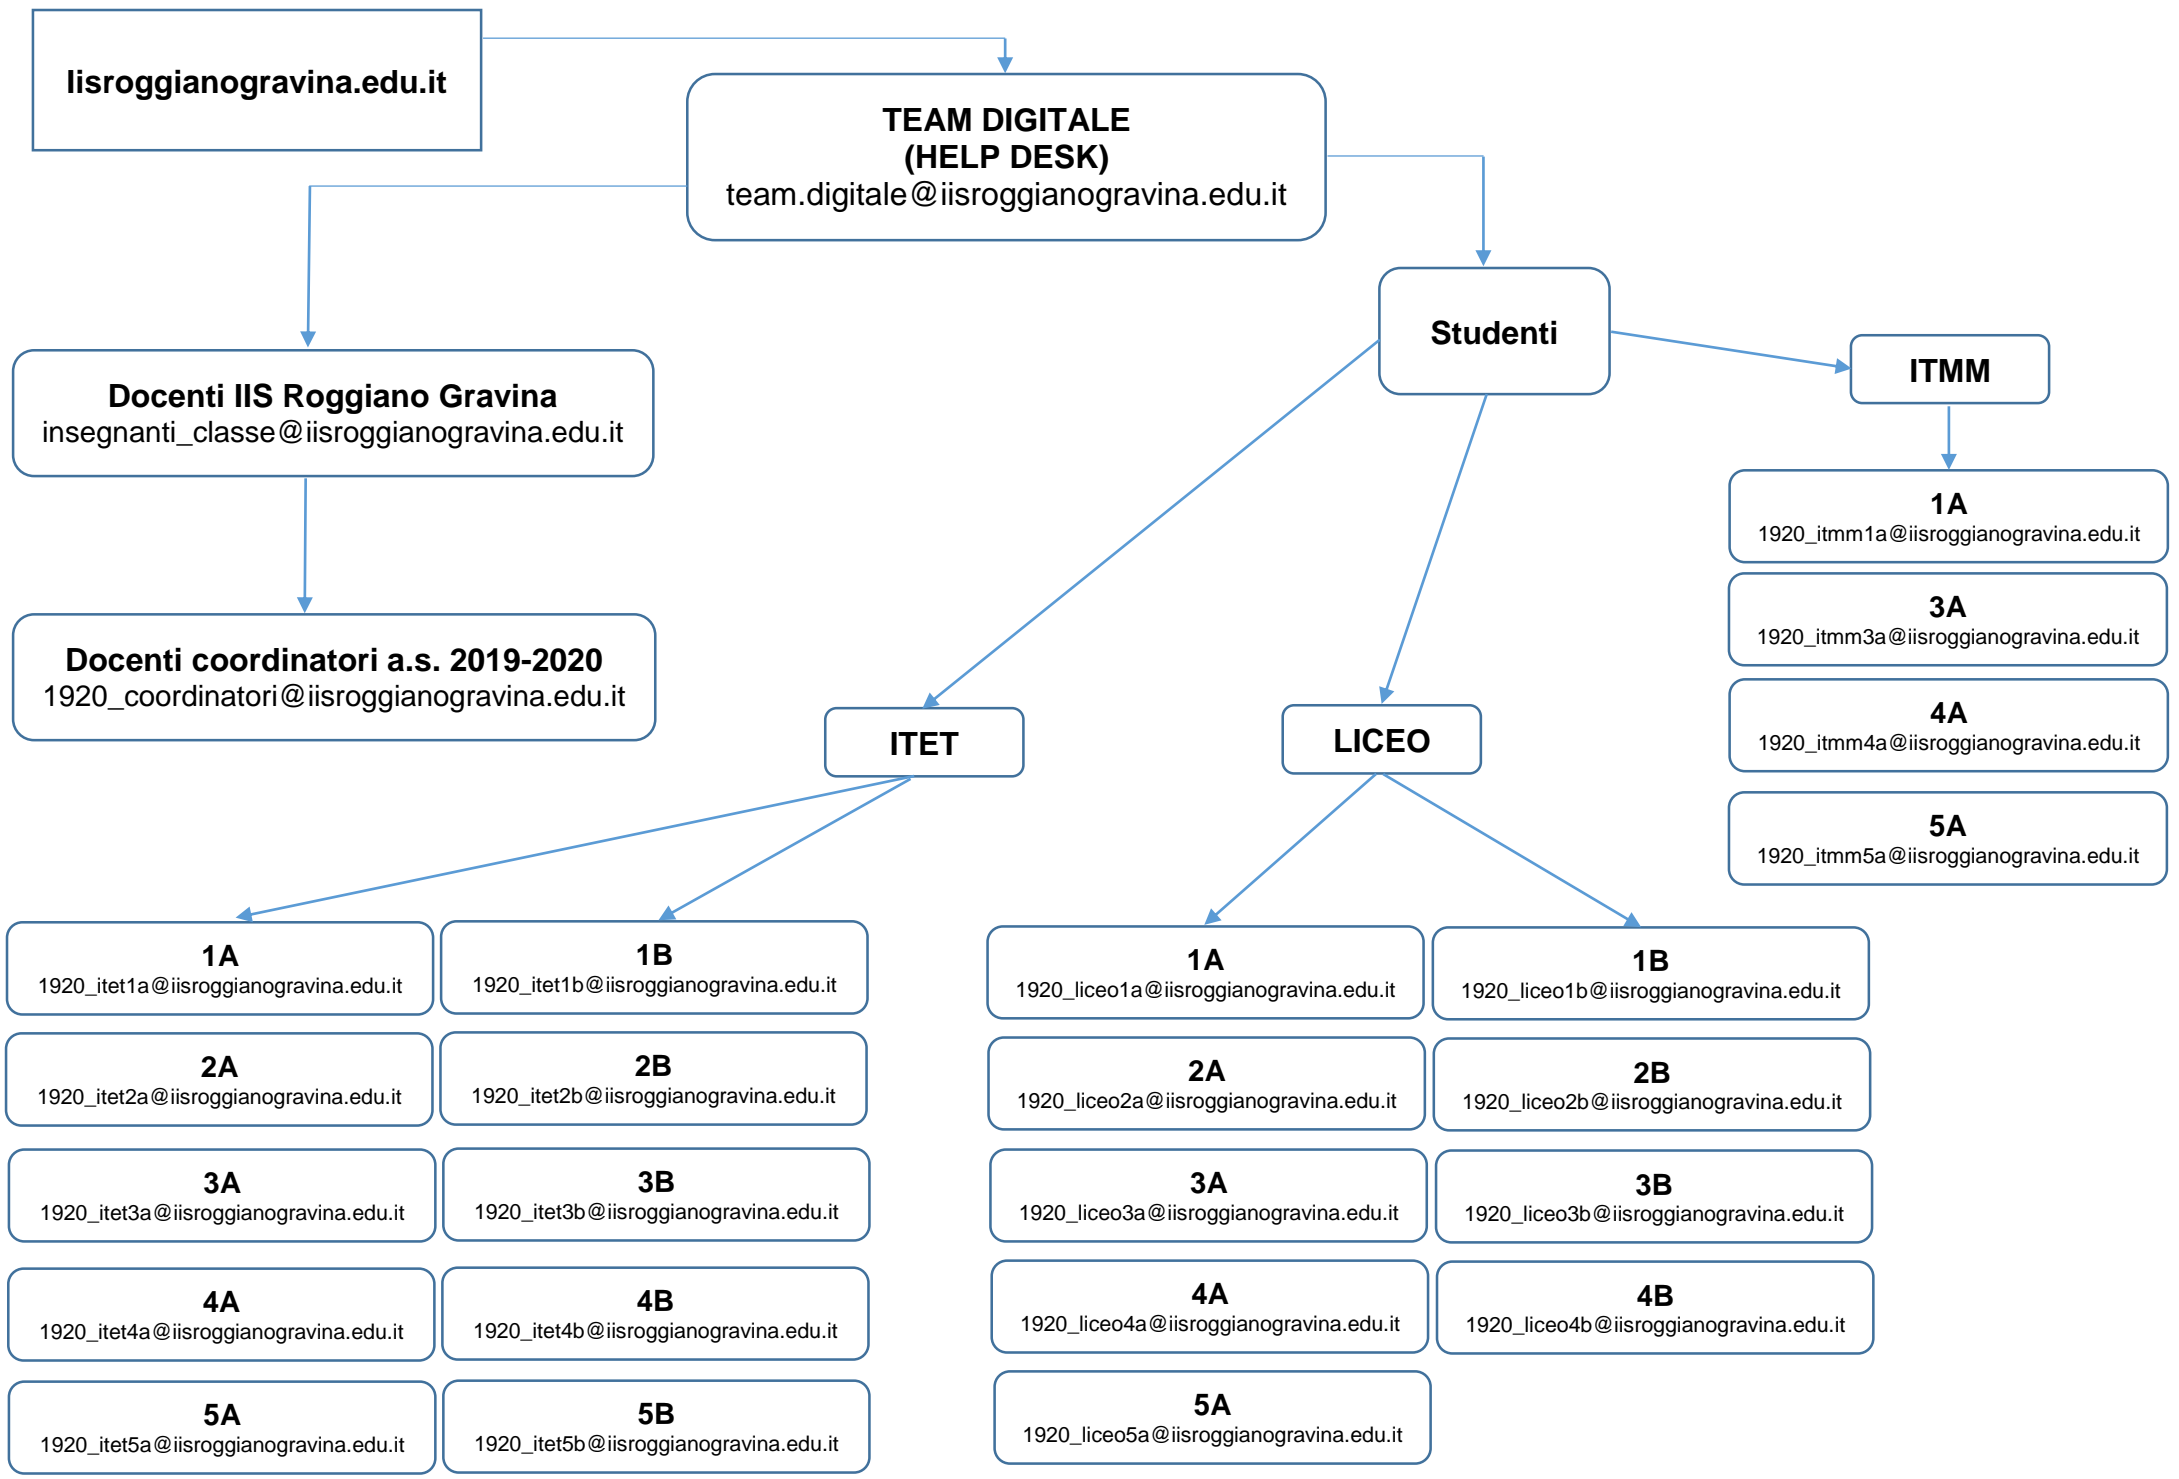 Iisroggianogravina.edu.it
TEAM DIGITALE
(HELP DESK)
team.digitale@iisroggianogravina.edu.it
Studenti
ITMM
Docenti IIS Roggiano Gravina
insegnanti_classe@iisroggianogravina.edu.it
1A
1920_itmm1a@iisroggianogravina.edu.it
3A
1920_itmm3a@iisroggianogravina.edu.it
4A
1920_itmm4a@iisroggianogravina.edu.it
5A
1920_itmm5a@iisroggianogravina.edu.it
Docenti coordinatori a.s. 2019-2020
1920_coordinatori@iisroggianogravina.edu.it
ITET
LICEO
1A
1920_itet1a@iisroggianogravina.edu.it
2A
1920_itet2a@iisroggianogravina.edu.it
3A
1920_itet3a@iisroggianogravina.edu.it
4A
1920_itet4a@iisroggianogravina.edu.it
5A
1920_itet5a@iisroggianogravina.edu.it
1B
1920_itet1b@iisroggianogravina.edu.it
2B
1920_itet2b@iisroggianogravina.edu.it
3B
1920_itet3b@iisroggianogravina.edu.it
4B
1920_itet4b@iisroggianogravina.edu.it
5B
1920_itet5b@iisroggianogravina.edu.it
1A
1920_liceo1a@iisroggianogravina.edu.it
2A
1920_liceo2a@iisroggianogravina.edu.it
3A
1920_liceo3a@iisroggianogravina.edu.it
4A
1920_liceo4a@iisroggianogravina.edu.it
5A
1920_liceo5a@iisroggianogravina.edu.it
1B
1920_liceo1b@iisroggianogravina.edu.it
2B
1920_liceo2b@iisroggianogravina.edu.it
3B
1920_liceo3b@iisroggianogravina.edu.it
4B
1920_liceo4b@iisroggianogravina.edu.it